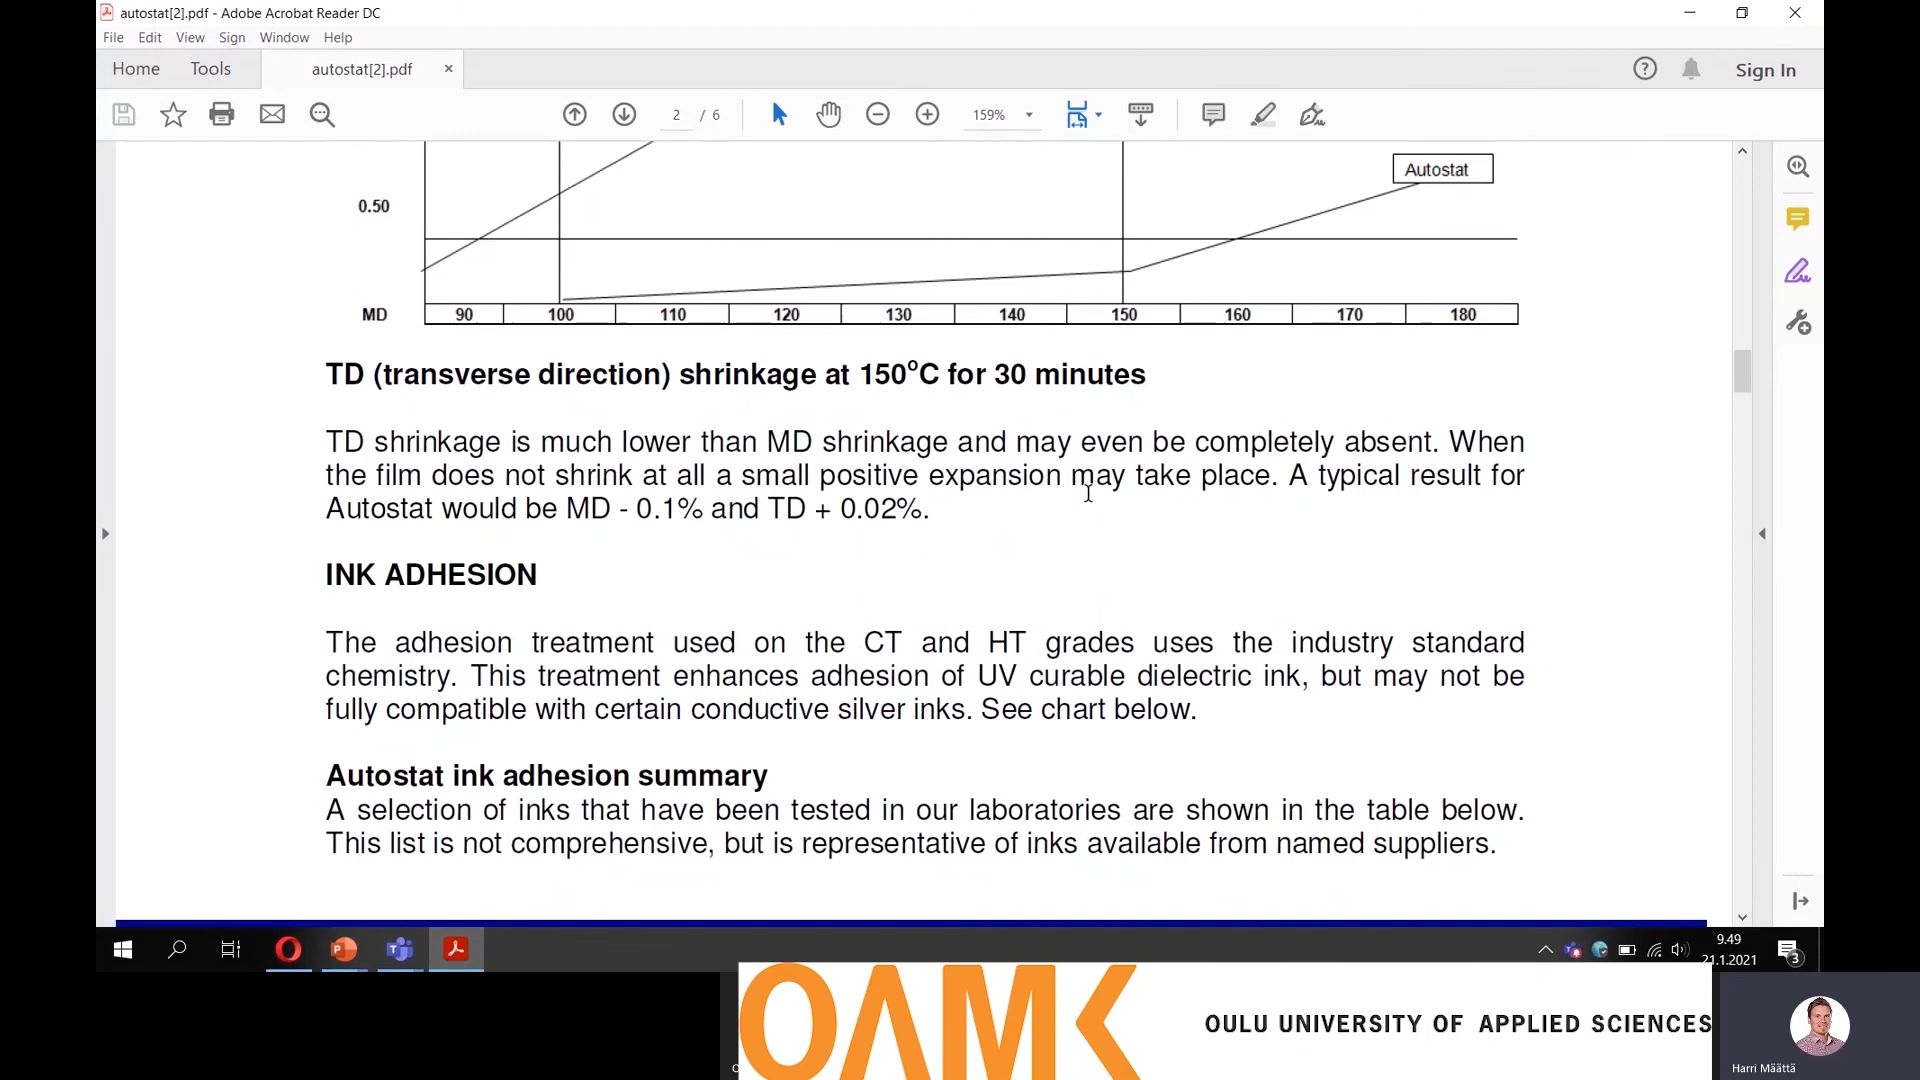 autostat[2].pdf - Adobe Acrobat Reader DC
File Edit View Sign Window Help
Home Tools autostat[2].pdf × Sign In
2 / 6 159%
Autostat
0.50
MD 90 100 110 120 130 140 150 160 170 180
TD (transverse direction) shrinkage at 150°C for 30 minutes
TD shrinkage is much lower than MD shrinkage and may even be completely absent. When
the film does not shrink at all a small positive expansion may take place. A typical result for
Autostat would be MD - 0.1% and TD + 0.02%.
INK ADHESION
The adhesion treatment used on the CT and HT grades uses the industry standard
chemistry. This treatment enhances adhesion of UV curable dielectric ink, but may not be
fully compatible with certain conductive silver inks. See chart below.
Autostat ink adhesion summary
A selection of inks that have been tested in our laboratories are shown in the table below.
This list is not comprehensive, but is representative of inks available from named suppliers.
9.49
21.1.2021
3
OAMK
OULU UNIVERSITY OF APPLIED SCIENCES
Harri Määttä